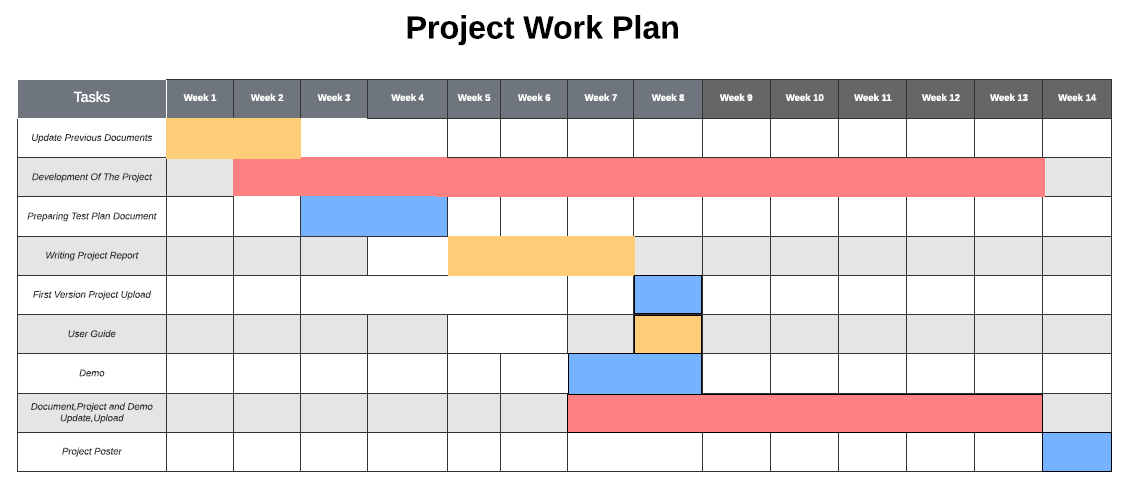 Project Work Plan
Tasks Week 1 Week 2 Week 3 Week 4 Week 5 Week 6 Week 7 Week 8 Week 9 Week 10 Week 11 Week 12 Week 13 Week 14
Update Previous Documents
Development Of The Project
Preparing Test Plan Document
Writing Project Report
First Version Project Upload
User Guide
Demo
Document,Project and Demo
Update,Upload
Project Poster